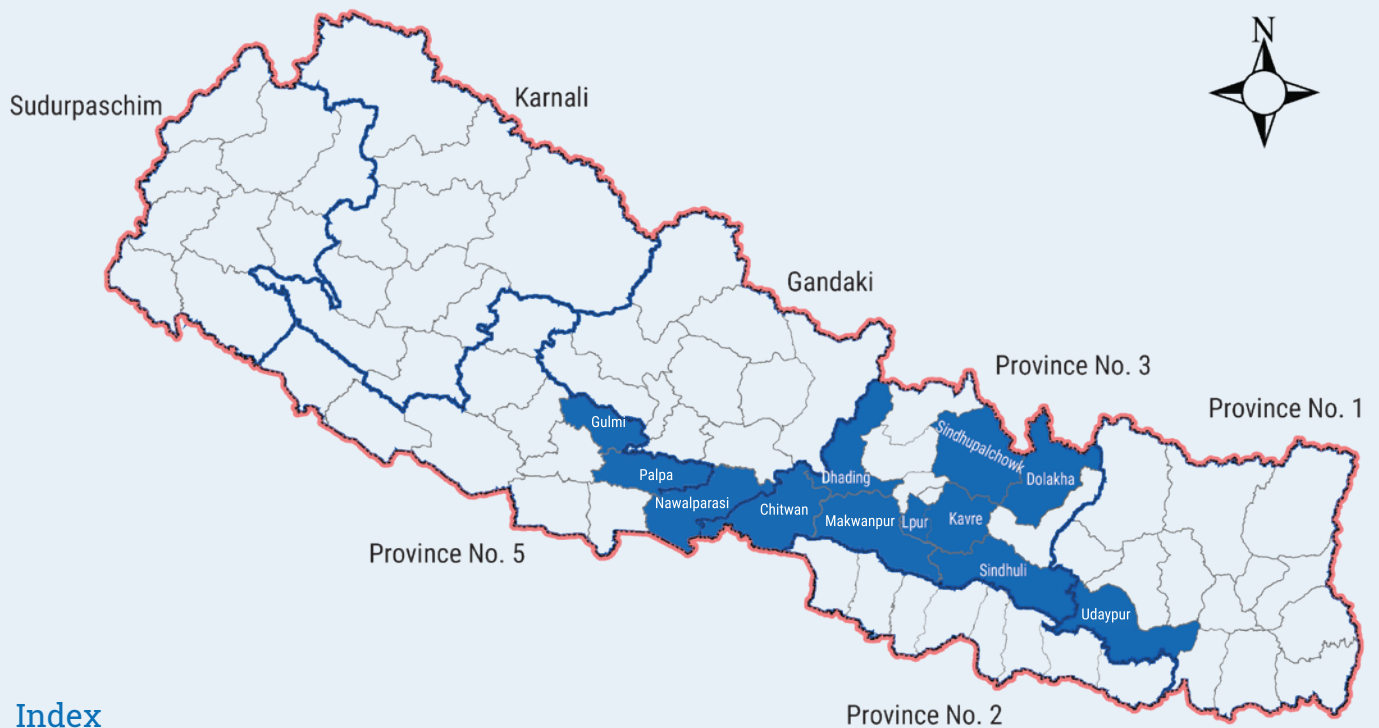 N
Sudurpaschim
Karnali
Gandaki
Province No. 3
Province No. 1
Gulmi
Sindhupalchowk
Palpa
Dhading
Dolakha
Nawalparasi
Chitwan
Makwanpur
Lpur
Kavre
Province No. 5
Sindhuli
Udaypur
Index
Province No. 2